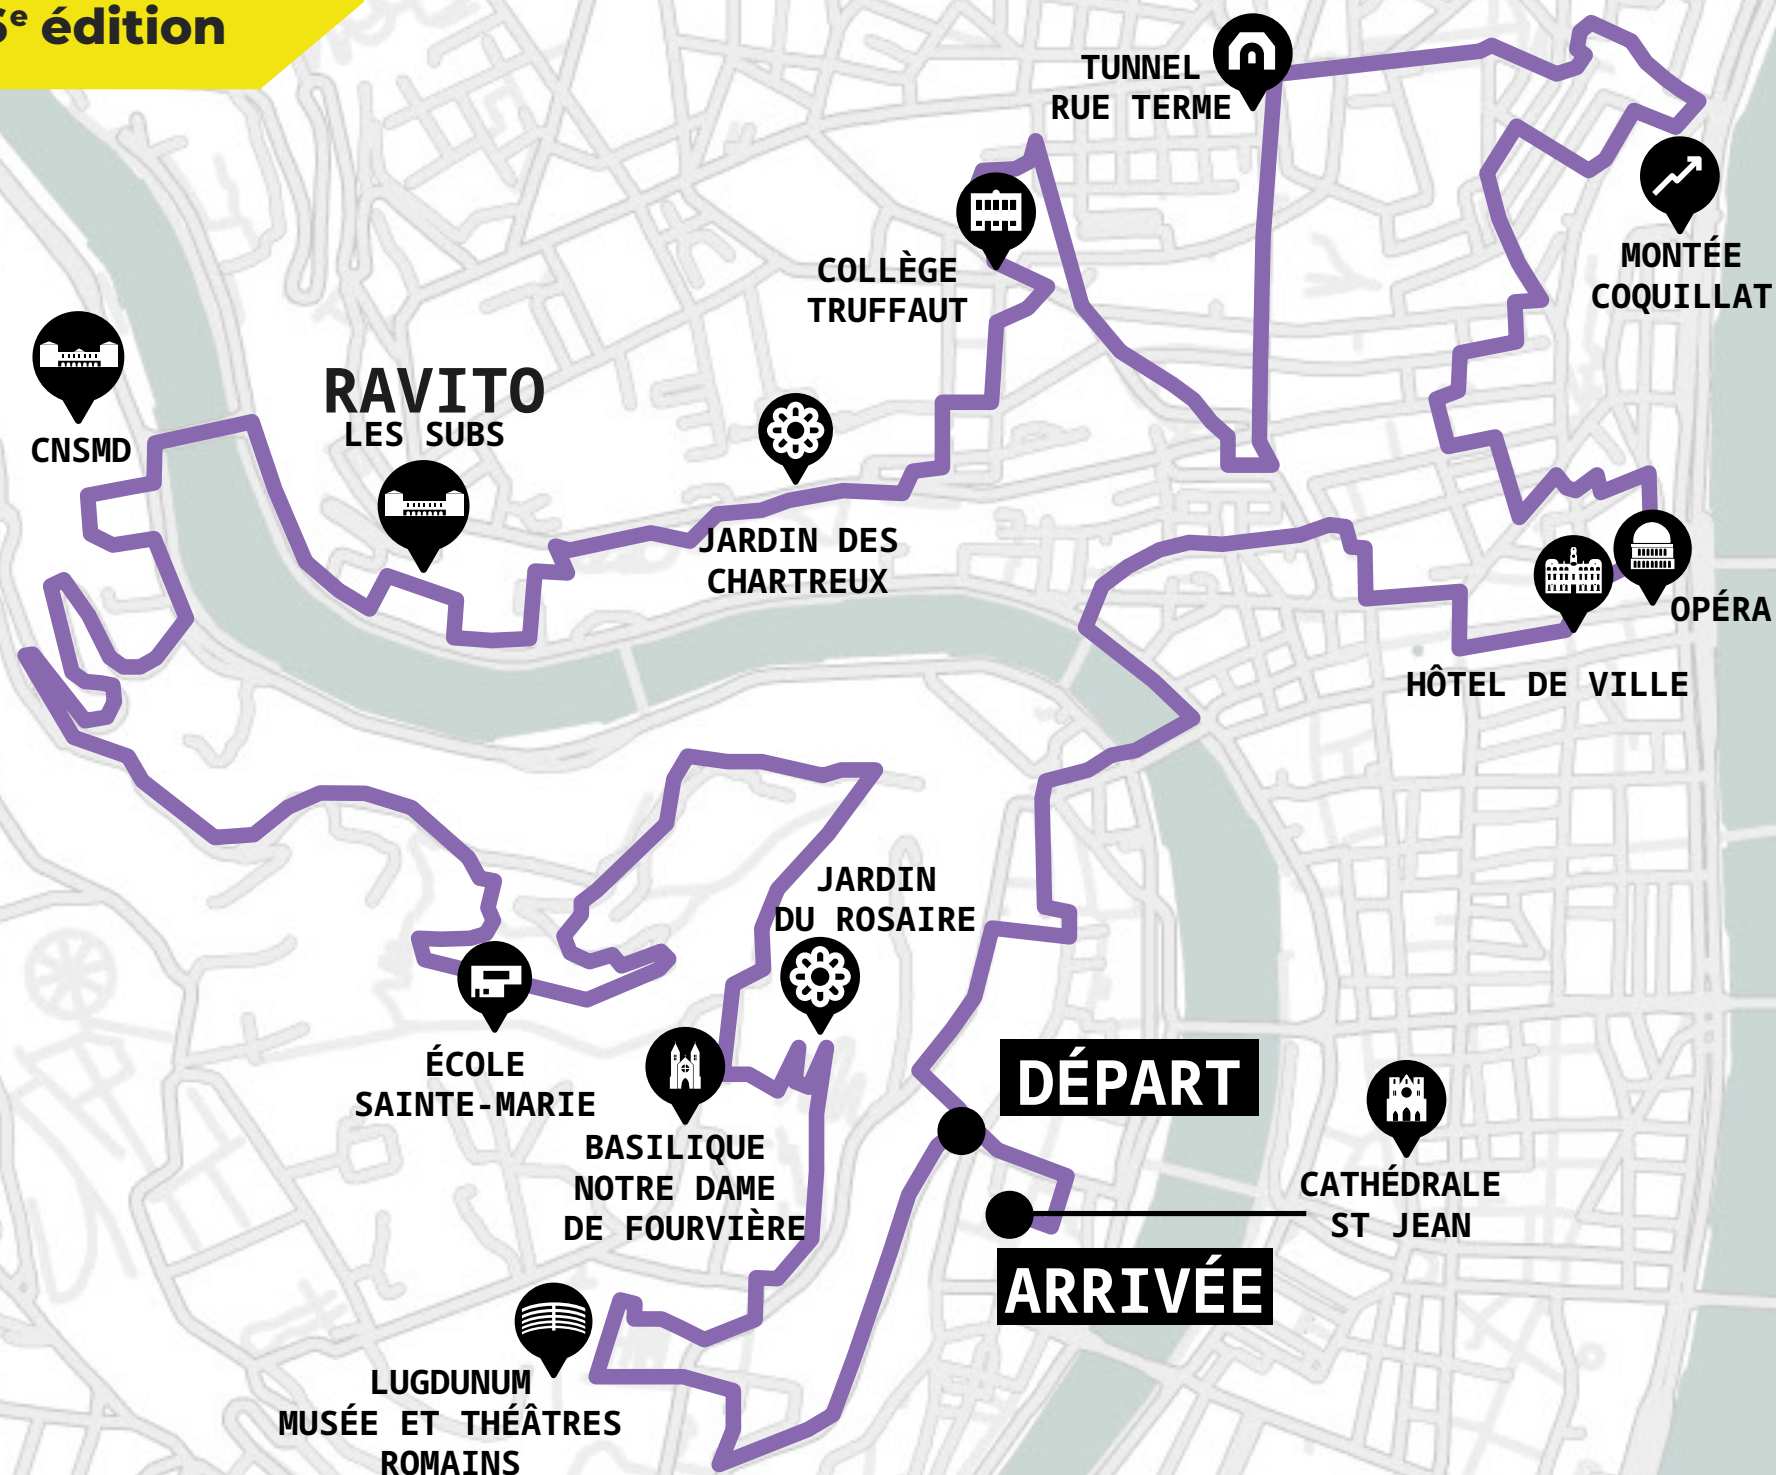 édition
TUNNEL
RUE TERME
COLLÈGE
TRUFFAUT
MONTÉE
COQUILLAT
CNSMD
RAVITO
LES SUBS
JARDIN DES
CHARTREUX
OPÉRA
HÔTEL DE VILLE
JARDIN
DU ROSAIRE
ÉCOLE
SAINTE-MARIE
DÉPART
BASILIQUE
NOTRE DAME
DE FOURVIÈRE
CATHÉDRALE
ST JEAN
ARRIVÉE
LUGDUNUM
MUSÉE ET THÉÂTRES
ROMAINS